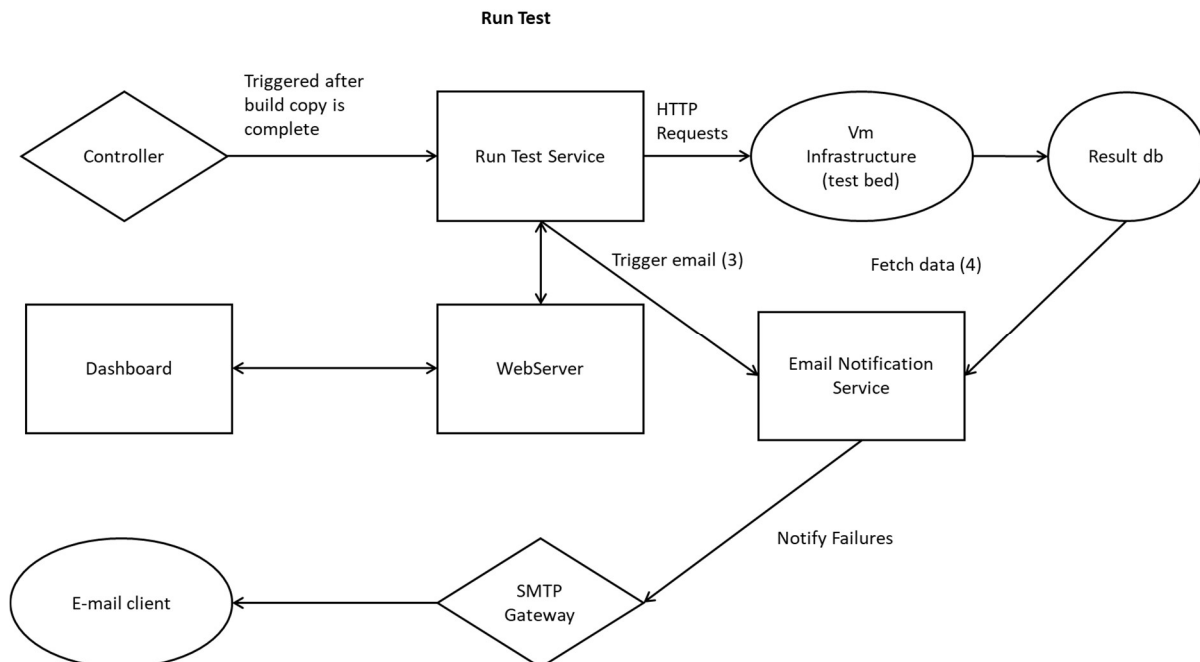 Run Test
Triggered after
build copy is
complete
Controller
Run Test Service
HTTP
Requests
Vm
Infrastructure
(test bed)
Result db
Trigger email (3)
Fetch data (4)
Dashboard
WebServer
Email Notification
Service
Notify Failures
E-mail client
SMTP
Gateway